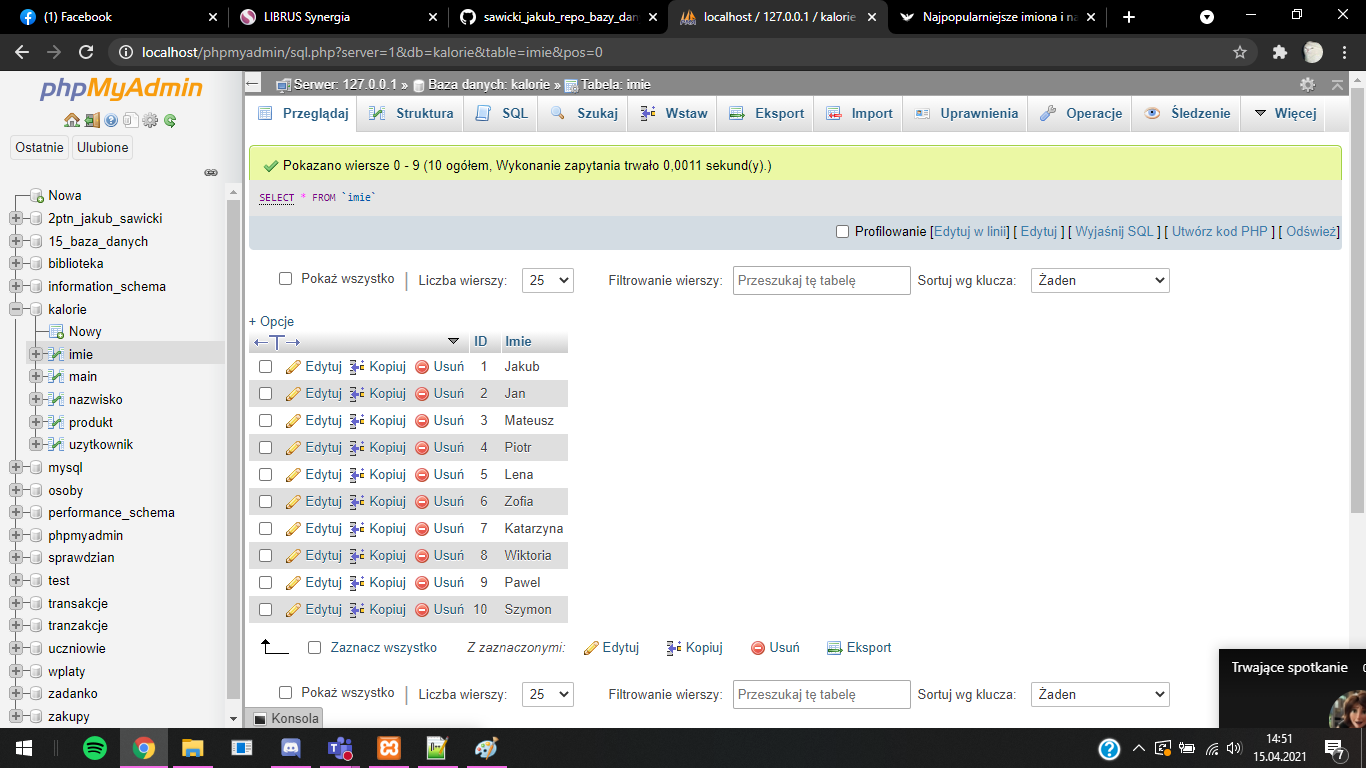 (1) Facebook
LIBRUS Synergia
sawicki_jakub_repo_bazy_dan
localhost / 127.0.0.1 / kalorie
Najpopularniejsze imiona i na
localhost/phpmyadmin/sql.php?server=1&db=kalorie&table=imie&pos=0
phpMyAdmin
Ostatnie
Ulubione
Nowa
2ptn_jakub_sawicki
15_baza_danych
biblioteka
information_schema
kalorie
Nowy
imie
main
nazwisko
produkt
uzytkownik
mysql
osoby
performance_schema
phpmyadmin
sprawdzian
test
transakcje
tranzakcje
uczniowie
wplaty
zadanko
zakupy
Serwer: 127.0.0.1 » Baza danych: kalorie » Tabela: imie
Przeglądaj Struktura SQL Szukaj Wstaw Eksport Import Uprawnienia Operacje Śledzenie Więcej
Pokazano wiersze 0 - 9 (10 ogółem, Wykonanie zapytania trwało 0,0011 sekund(y).)
SELECT * FROM `imie`
Profilowanie [Edytuj w linii] [ Edytuj ] [ Wyjaśnij SQL ] [ Utwórz kod PHP ] [ Odśwież]
Pokaż wszystko | Liczba wierszy: 25 Filtrowanie wierszy: Przeszukaj tę tabelę Sortuj wg klucza: Żaden
+ Opcje
←T→ ID Imie
Edytuj Kopiuj Usuń 1 Jakub
Edytuj Kopiuj Usuń 2 Jan
Edytuj Kopiuj Usuń 3 Mateusz
Edytuj Kopiuj Usuń 4 Piotr
Edytuj Kopiuj Usuń 5 Lena
Edytuj Kopiuj Usuń 6 Zofia
Edytuj Kopiuj Usuń 7 Katarzyna
Edytuj Kopiuj Usuń 8 Wiktoria
Edytuj Kopiuj Usuń 9 Pawel
Edytuj Kopiuj Usuń 10 Szymon
Zaznacz wszystko Z zaznaczonymi: Edytuj Kopiuj Usuń Eksport
Pokaż wszystko | Liczba wierszy: 25 Filtrowanie wierszy: Przeszukaj tę tabelę Sortuj wg klucza: Żaden
Konsola
Trwające spotkanie
14:51
15.04.2021
7